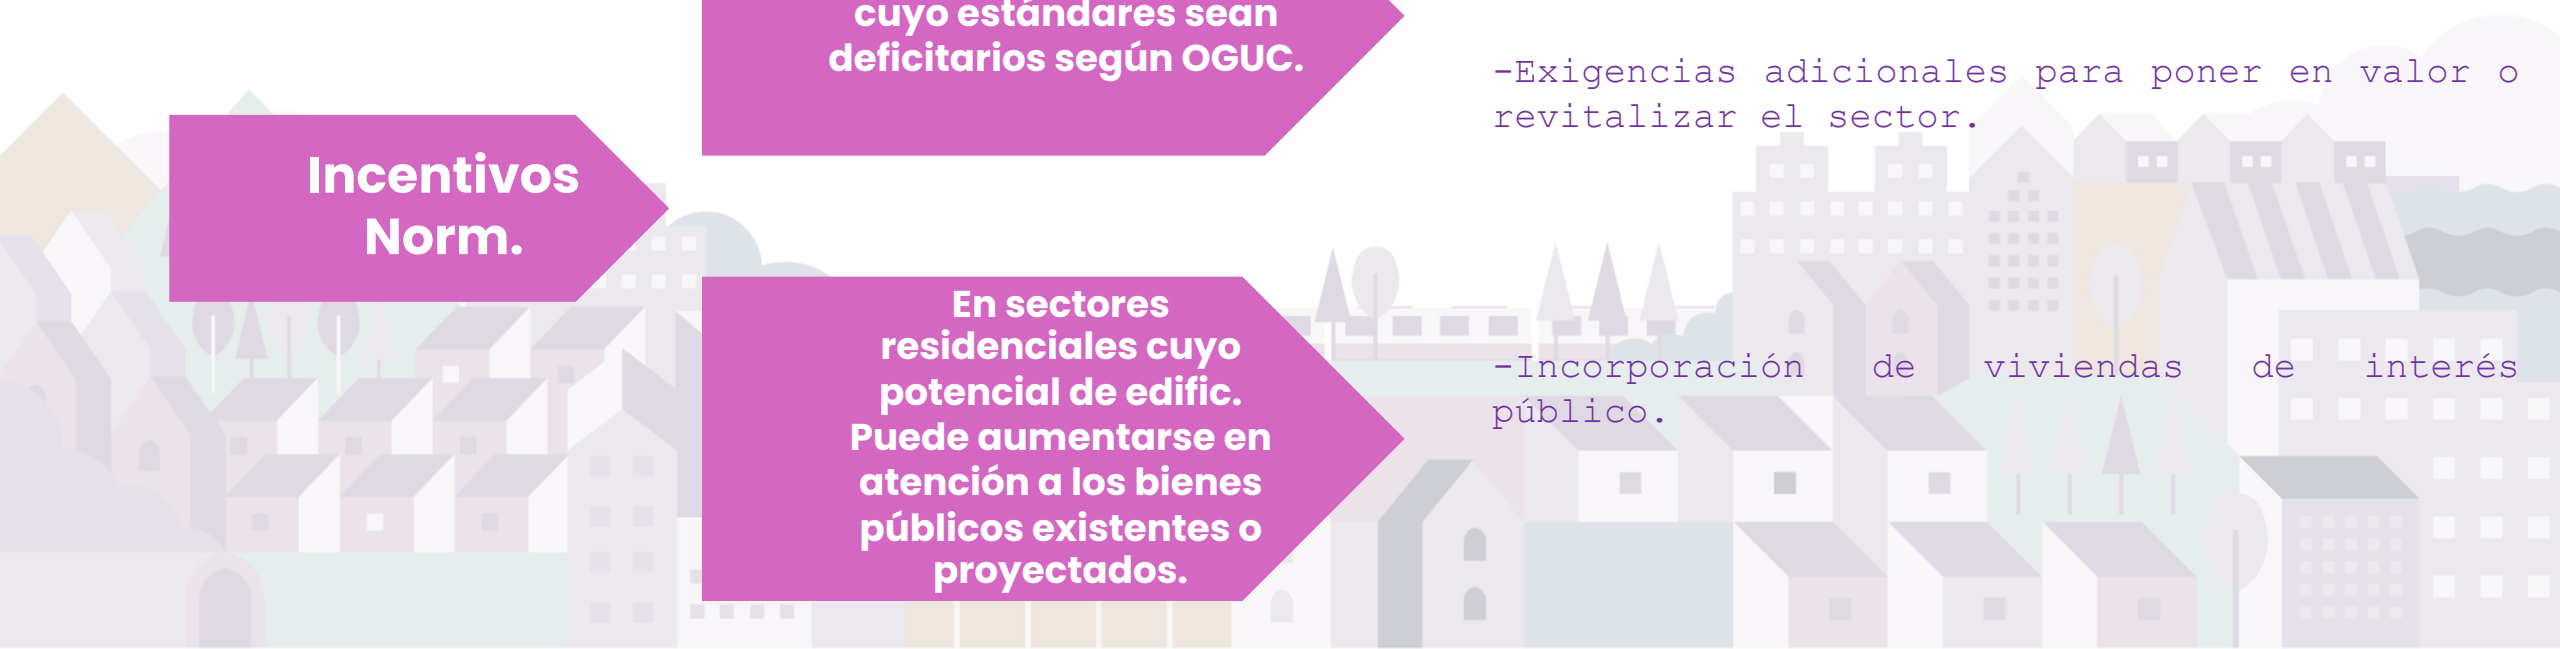 cuyo estándares sean
deficitarios según OGUC.
-Exigencias adicionales para poner en valor o
revitalizar el sector.
Incentivos
Norm.
En sectores
residenciales cuyo
potencial de edific.
Puede aumentarse en
atención a los bienes
públicos existentes o
proyectados.
-Incorporación de viviendas de interés
público.